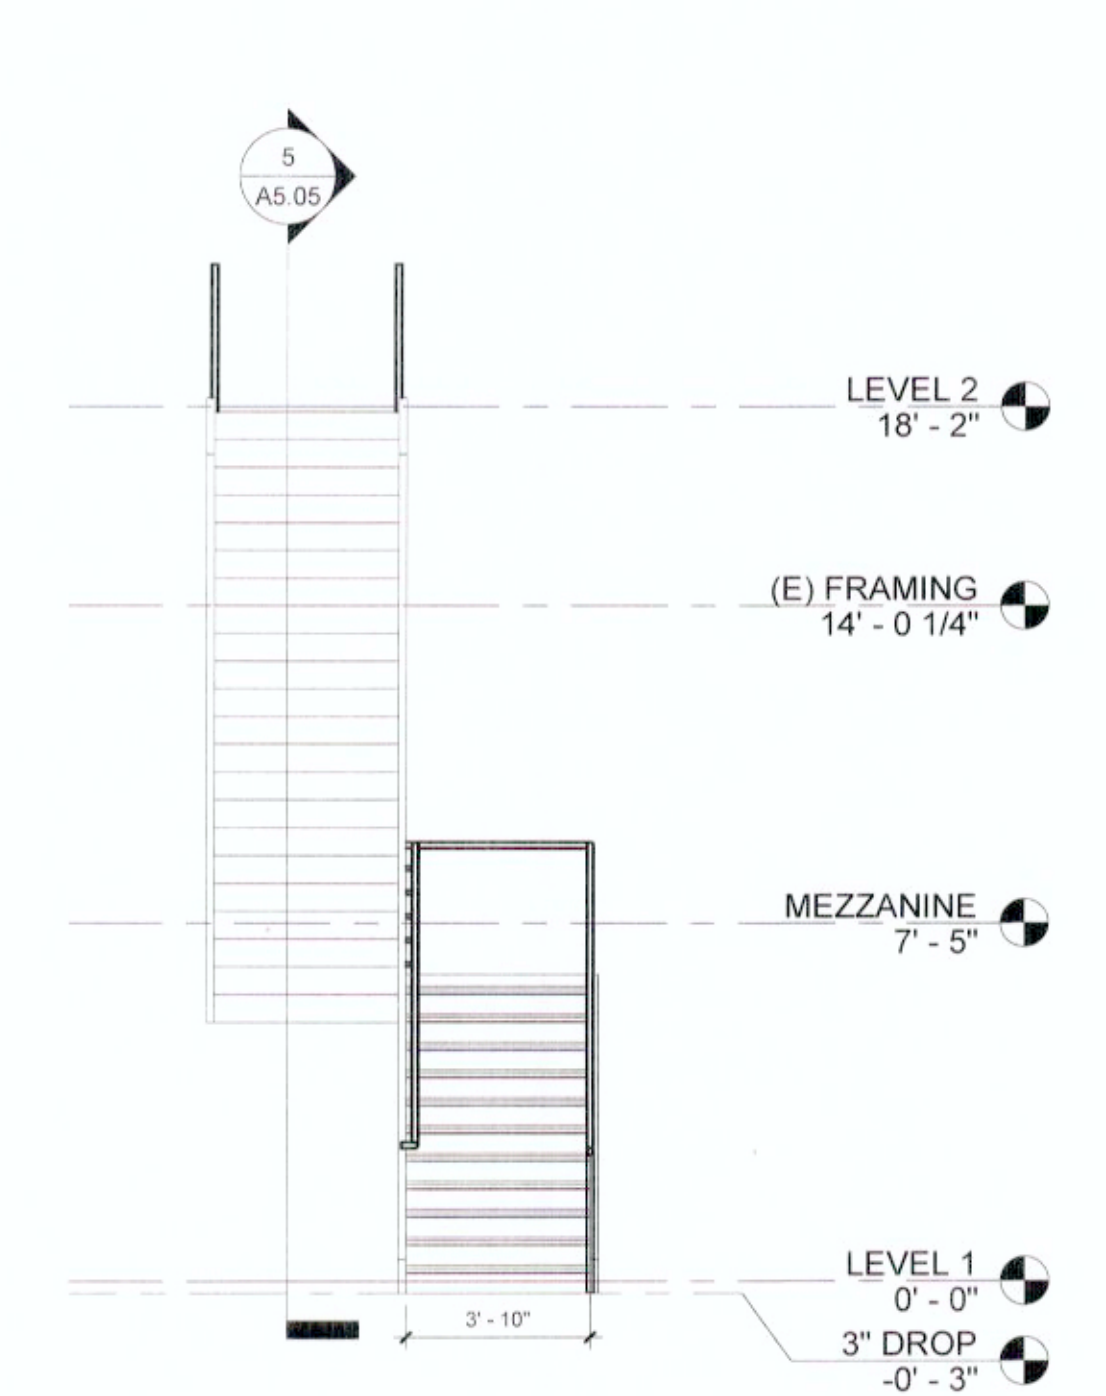 5
A5.05
LEVEL 2
18' - 2"
(E) FRAMING
14' - 0 1/4"
MEZZANINE
7' - 5"
LEVEL 1
0' - 0"
3' - 10"
3" DROP
-0' - 3"